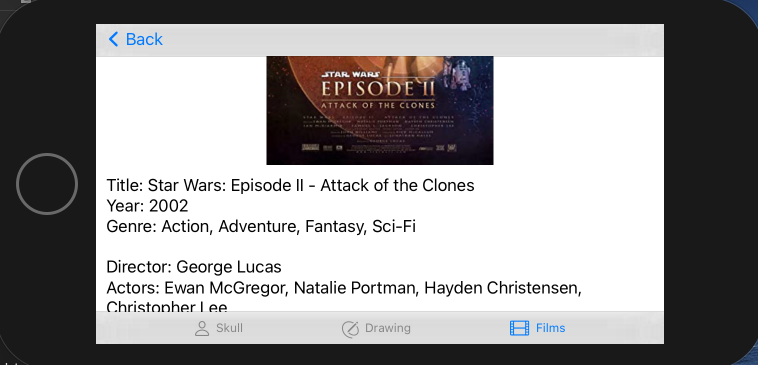 Back
STAR WARS
EPISODE II
ATTACK OF THE CLONES
Title: Star Wars: Episode II - Attack of the Clones
Year: 2002
Genre: Action, Adventure, Fantasy, Sci-Fi
Director: George Lucas
Actors: Ewan McGregor, Natalie Portman, Hayden Christensen,
Christopher Lee
Skull
Drawing
Films